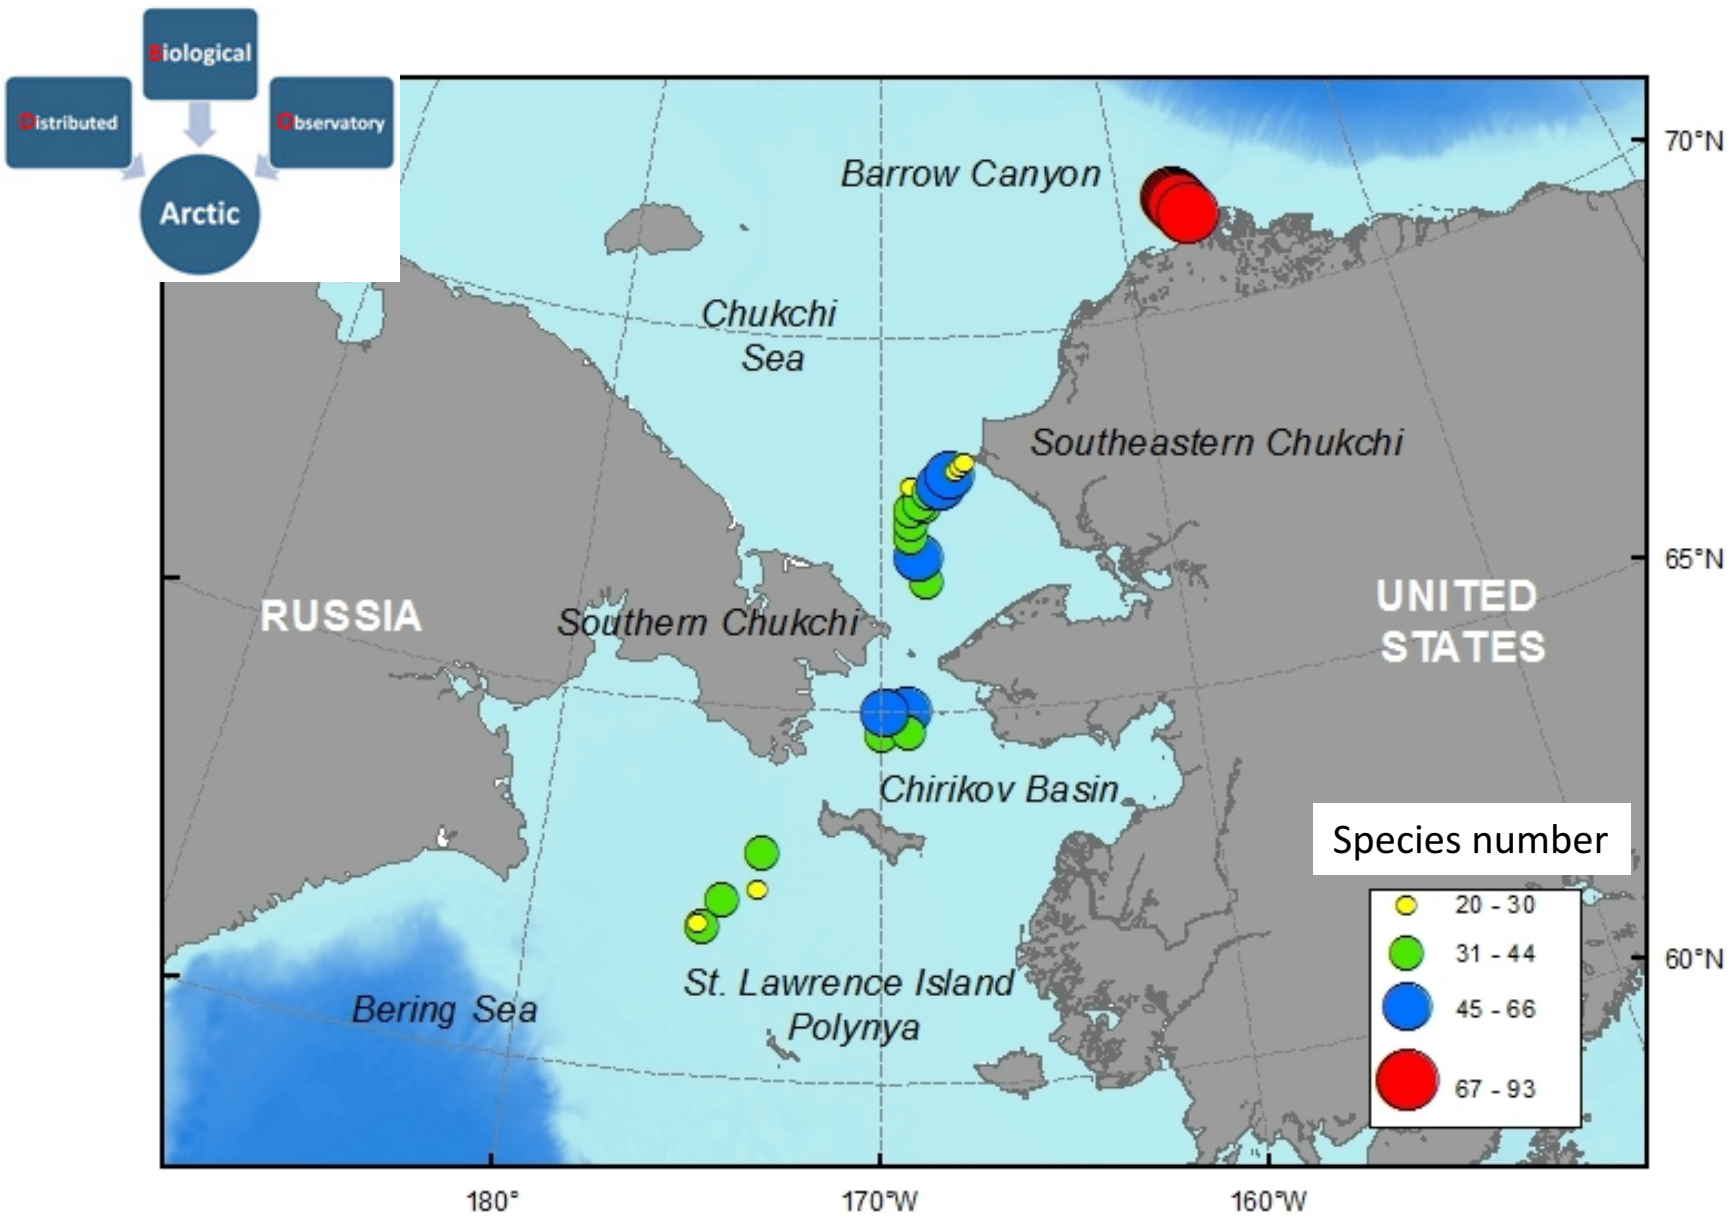 Biological
Distributed
Observatory
Arctic
70°N
Barrow Canyon
Chukchi
Sea
Southeastern Chukchi
65°N
UNITED
STATES
RUSSIA
Southern Chukchi
Chirikov Basin
Species number
20 - 30
31 - 44
60°N
St. Lawrence Island
Polynya
Bering Sea
45 - 66
67 - 93
180°
170°W
160°W